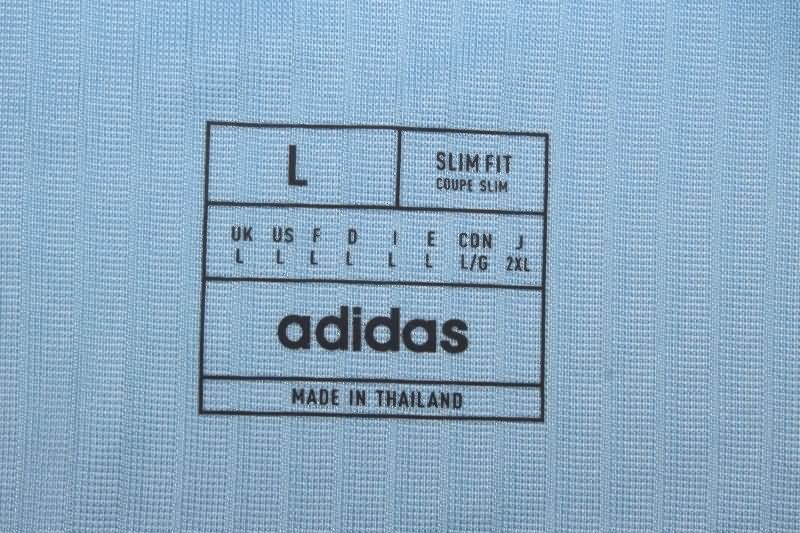 L
SLIM FIT
COUPE SLIM
UK US F D I E CON J
L L L L L L L/G 2XL
adidas
MADE IN THAILAND